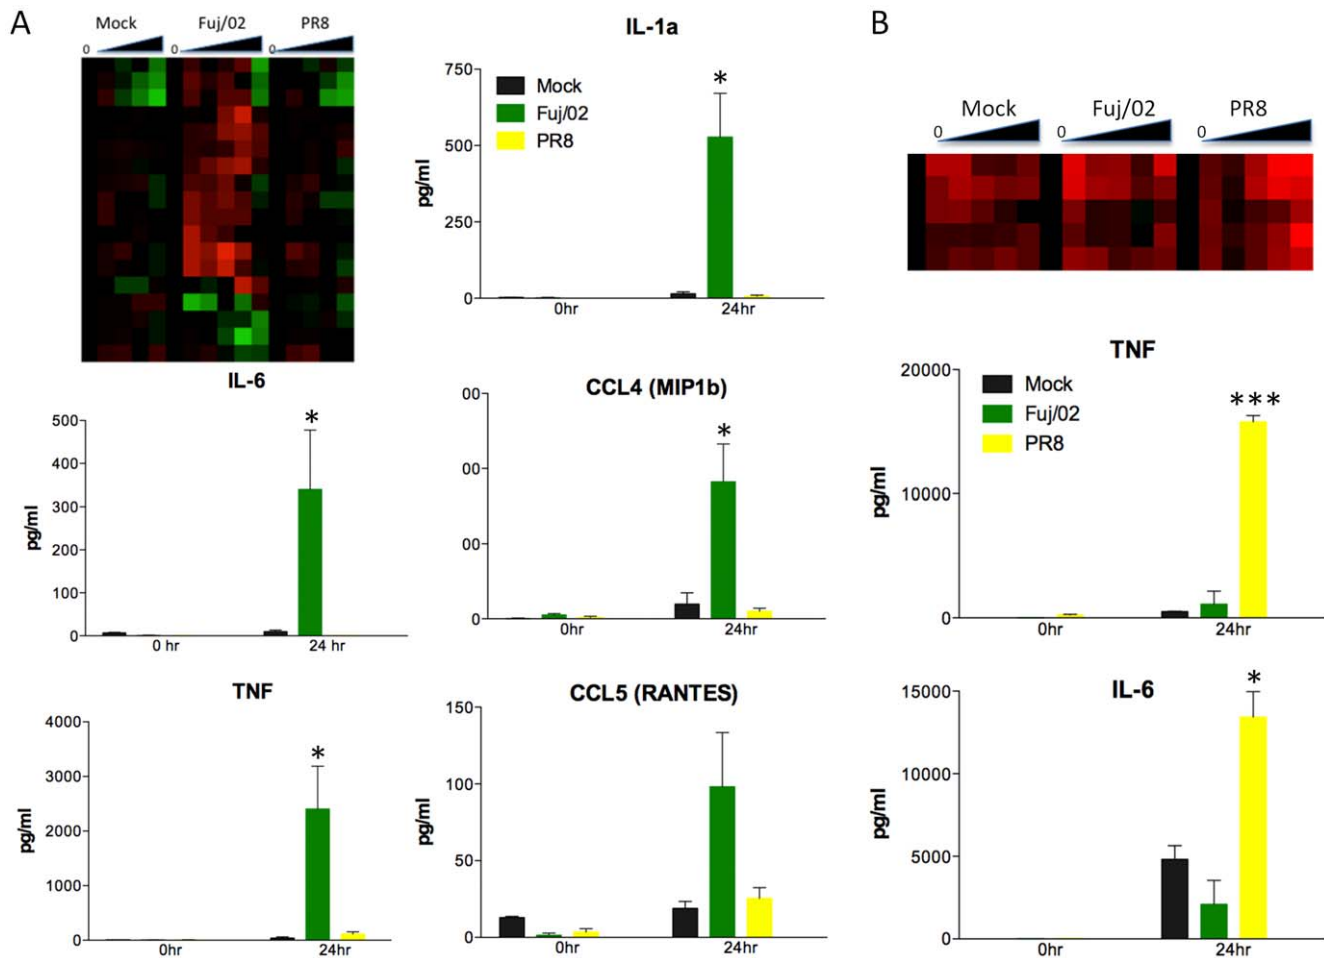 A
Mock Fuj/02 PR8
0 0 0
IL-1a
750
500
250
0
pg/ml
Mock
Fuj/02
PR8
*
0hr 24hr
B
Mock Fuj/02 PR8
0 0 0
IL-6
500
400
300
200
100
0
pg/ml
*
0 hr 24 hr
CCL4 (MIP1b)
00
00
00
0
pg/ml
*
0hr 24hr
TNF
20000
10000
0
pg/ml
Mock
Fuj/02
PR8
***
0hr 24hr
TNF
4000
3000
2000
1000
0
pg/ml
*
0hr 24hr
CCL5 (RANTES)
150
100
50
0
pg/ml
0hr 24hr
IL-6
15000
10000
5000
0
pg/ml
*
0hr 24hr